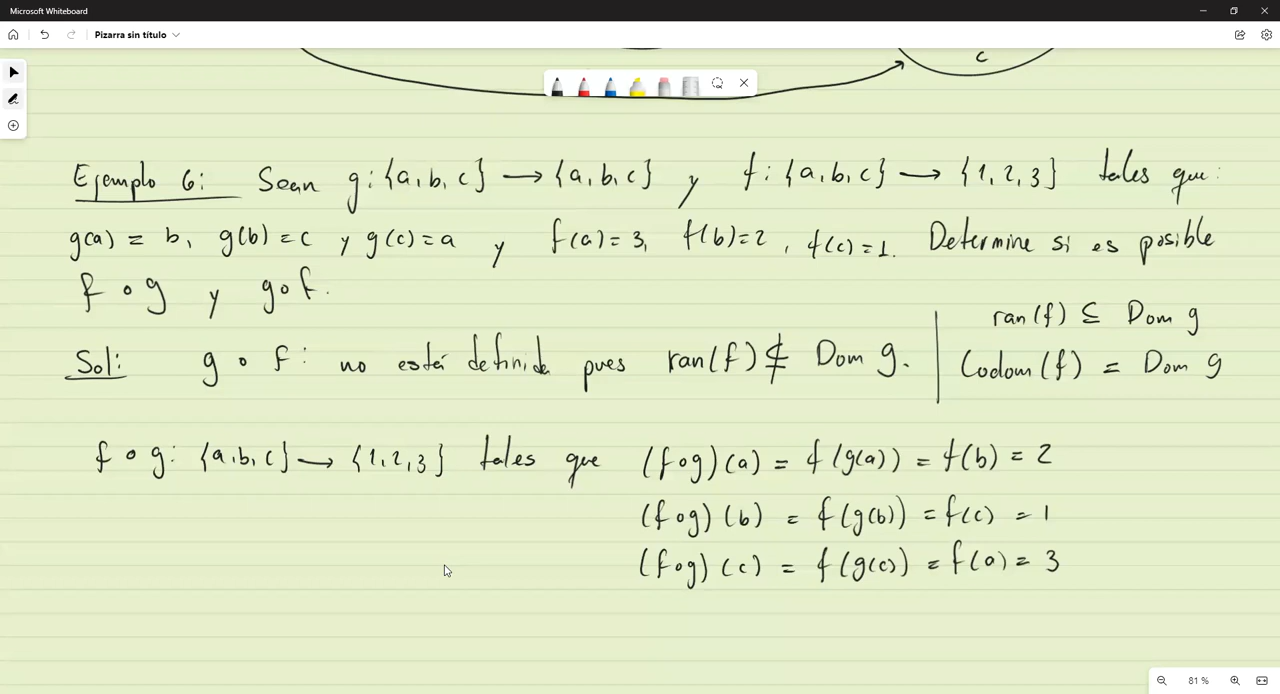 Microsoft Whiteboard
Pizarra sin título
c
Ejemplo 6: Sean g: {a, b, c} → {a, b, c} y f: {a, b, c} → {1, 2, 3} tales que:
g(a) = b, g(b) = c y g(c) = a y f(a) = 3, f(b) = 2, f(c) = 1. Determine si es posible
f ∘ g y g ∘ f.
Sol: g ∘ f: no está definida pues ran(f) ⊈ Dom g.
ran(f) ⊆ Dom g
Codom(f) = Dom g
f ∘ g: {a, b, c} → {1, 2, 3} tales que (f ∘ g)(a) = f(g(a)) = f(b) = 2
(f ∘ g)(b) = f(g(b)) = f(c) = 1
(f ∘ g)(c) = f(g(c)) = f(a) = 3
81 %